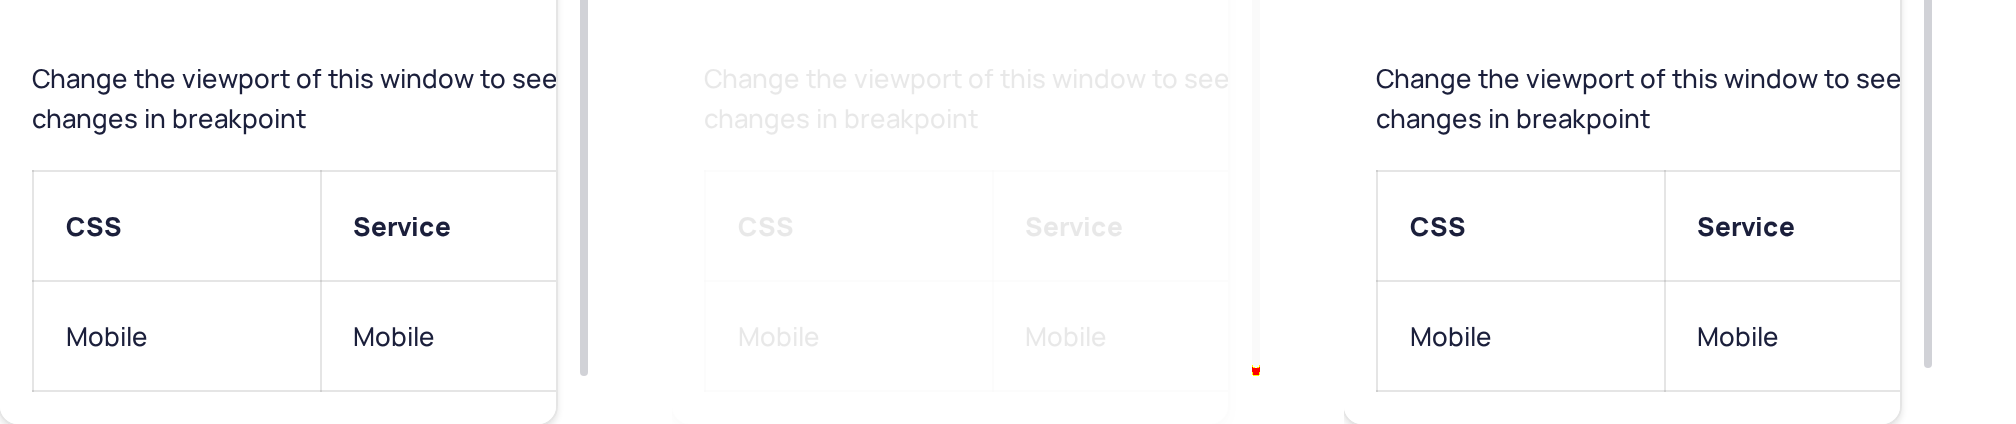 Change the viewport of this window to see
changes in breakpoint
CSS Service
Mobile Mobile
Change the viewport of this window to see
changes in breakpoint
CSS Service
Mobile Mobile
Change the viewport of this window to see
changes in breakpoint
CSS Service
Mobile Mobile